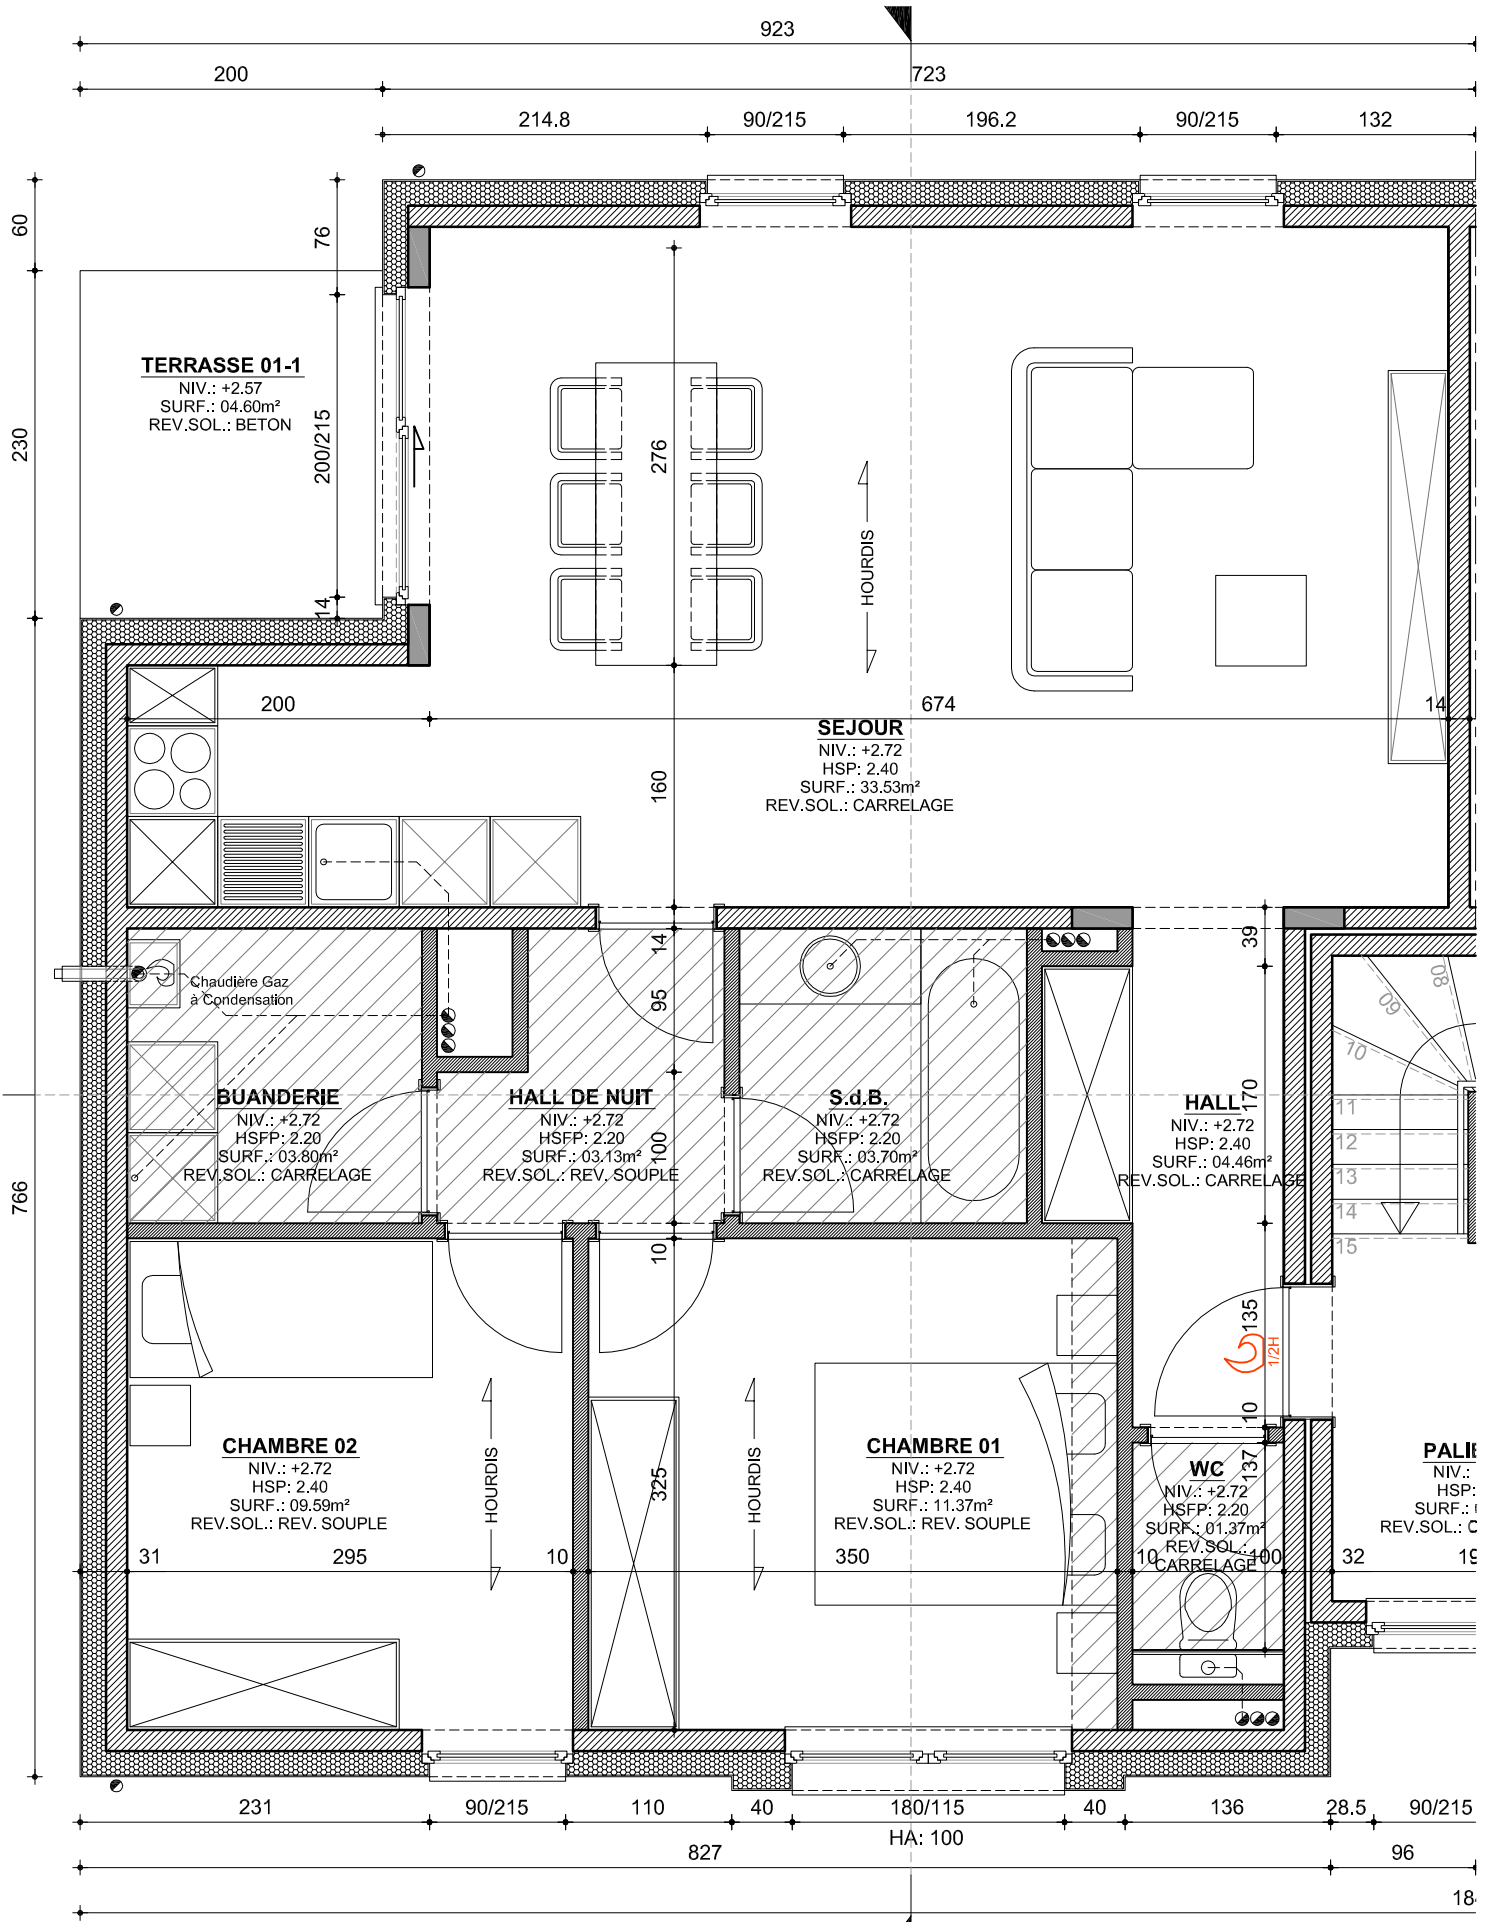 923
200
723
214.8
90/215
196.2
90/215
132
60
76
230
200/215
14
766
TERRASSE 01-1
NIV.: +2.57
SURF.: 04.60m²
REV.SOL.: BETON
276
HOURDIS
200
674
14
SEJOUR
NIV.: +2.72
HSP: 2.40
SURF.: 33.53m²
REV.SOL.: CARRELAGE
160
14
95
39
Chaudière Gaz
à Condensation
BUANDERIE
NIV.: +2.72
HSFP: 2.20
SURF.: 03.80m²
REV.SOL.: CARRELAGE
HALL DE NUIT
NIV.: +2.72
HSFP: 2.20
SURF.: 03.13m²
REV.SOL.: REV. SOUPLE
100
10
S.d.B.
NIV.: +2.72
HSFP: 2.20
SURF.: 03.70m²
REV.SOL.: CARRELAGE
HALL
NIV.: +2.72
HSP: 2.40
SURF.: 04.46m²
REV.SOL.: CARRELAGE
170
08
09
10
11
12
13
14
15
135
1/2H
10
137
CHAMBRE 02
NIV.: +2.72
HSP: 2.40
SURF.: 09.59m²
REV.SOL.: REV. SOUPLE
HOURDIS
325
HOURDIS
CHAMBRE 01
NIV.: +2.72
HSP: 2.40
SURF.: 11.37m²
REV.SOL.: REV. SOUPLE
WC
NIV.: +2.72
HSFP: 2.20
SURF.: 01.37m²
REV.SOL.:
CARRELAGE
PALIE
NIV.:
HSP:
SURF.:
REV.SOL.: C
31
295
10
350
10
100
32
19
231
90/215
110
40
180/115
40
136
28.5
90/215
HA: 100
827
96
184